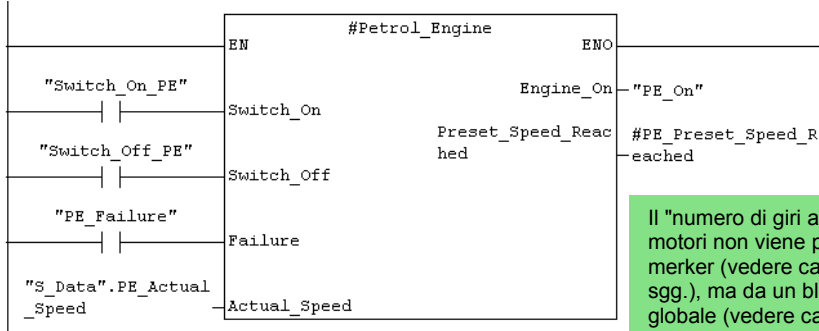 #Petrol_Engine
EN
ENO
"Switch_On_PE"
Switch_On
Engine_On
"PE_On"
Preset_Speed_Reac
hed
#PE_Preset_Speed_R
eached
"Switch_Off_PE"
Switch_Off
"PE_Failure"
Failure
"S_Data".PE_Actual
_Speed
Actual_Speed
Il "numero di giri a
motori non viene p
merker (vedere ca
sgg.), ma da un bl
globale (vedere ca